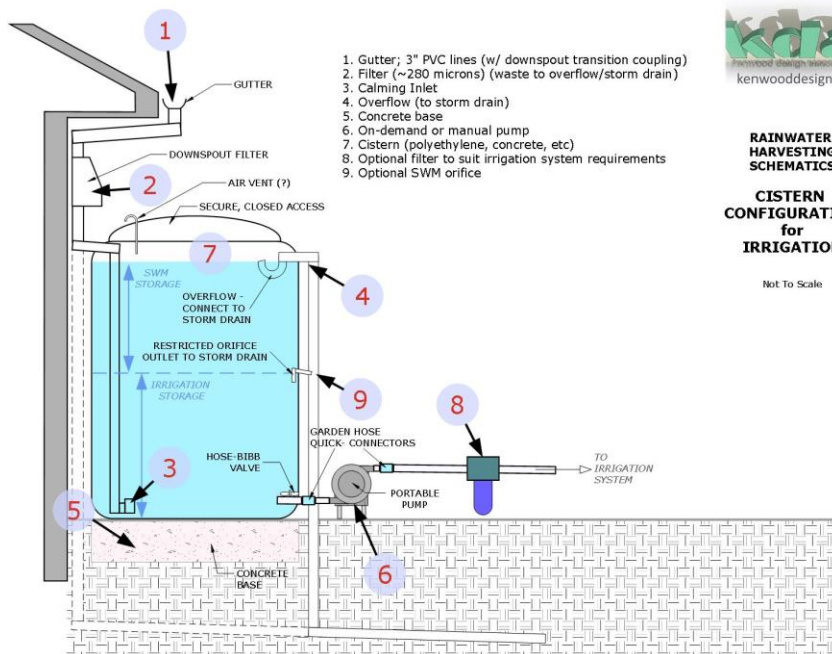 1
GUTTER
1. Gutter; 3" PVC lines (w/ downspout transition coupling)
2. Filter (~280 microns) (waste to overflow/storm drain)
3. Calming Inlet
4. Overflow (to storm drain)
5. Concrete base
6. On-demand or manual pump
7. Cistern (polyethylene, concrete, etc)
8. Optional filter to suit irrigation system requirements
9. Optional SWM orifice
kda
kenwooddesign
RAINWATER
HARVESTING
SCHEMATICS
CISTERN
CONFIGURATI
for
IRRIGATION
Not To Scale
DOWNSPOUT FILTER
2
AIR VENT (?)
SECURE, CLOSED ACCESS
7
SWM
STORAGE
4
OVERFLOW -
CONNECT TO
STORM DRAIN
RESTRICTED ORIFICE
OUTLET TO STORM DRAIN
IRRIGATION
STORAGE
9
8
GARDEN HOSE
QUICK- CONNECTORS
HOSE-BIBB
VALVE
3
TO
IRRIGATION
SYSTEM
PORTABLE
PUMP
5
6
CONCRETE
BASE